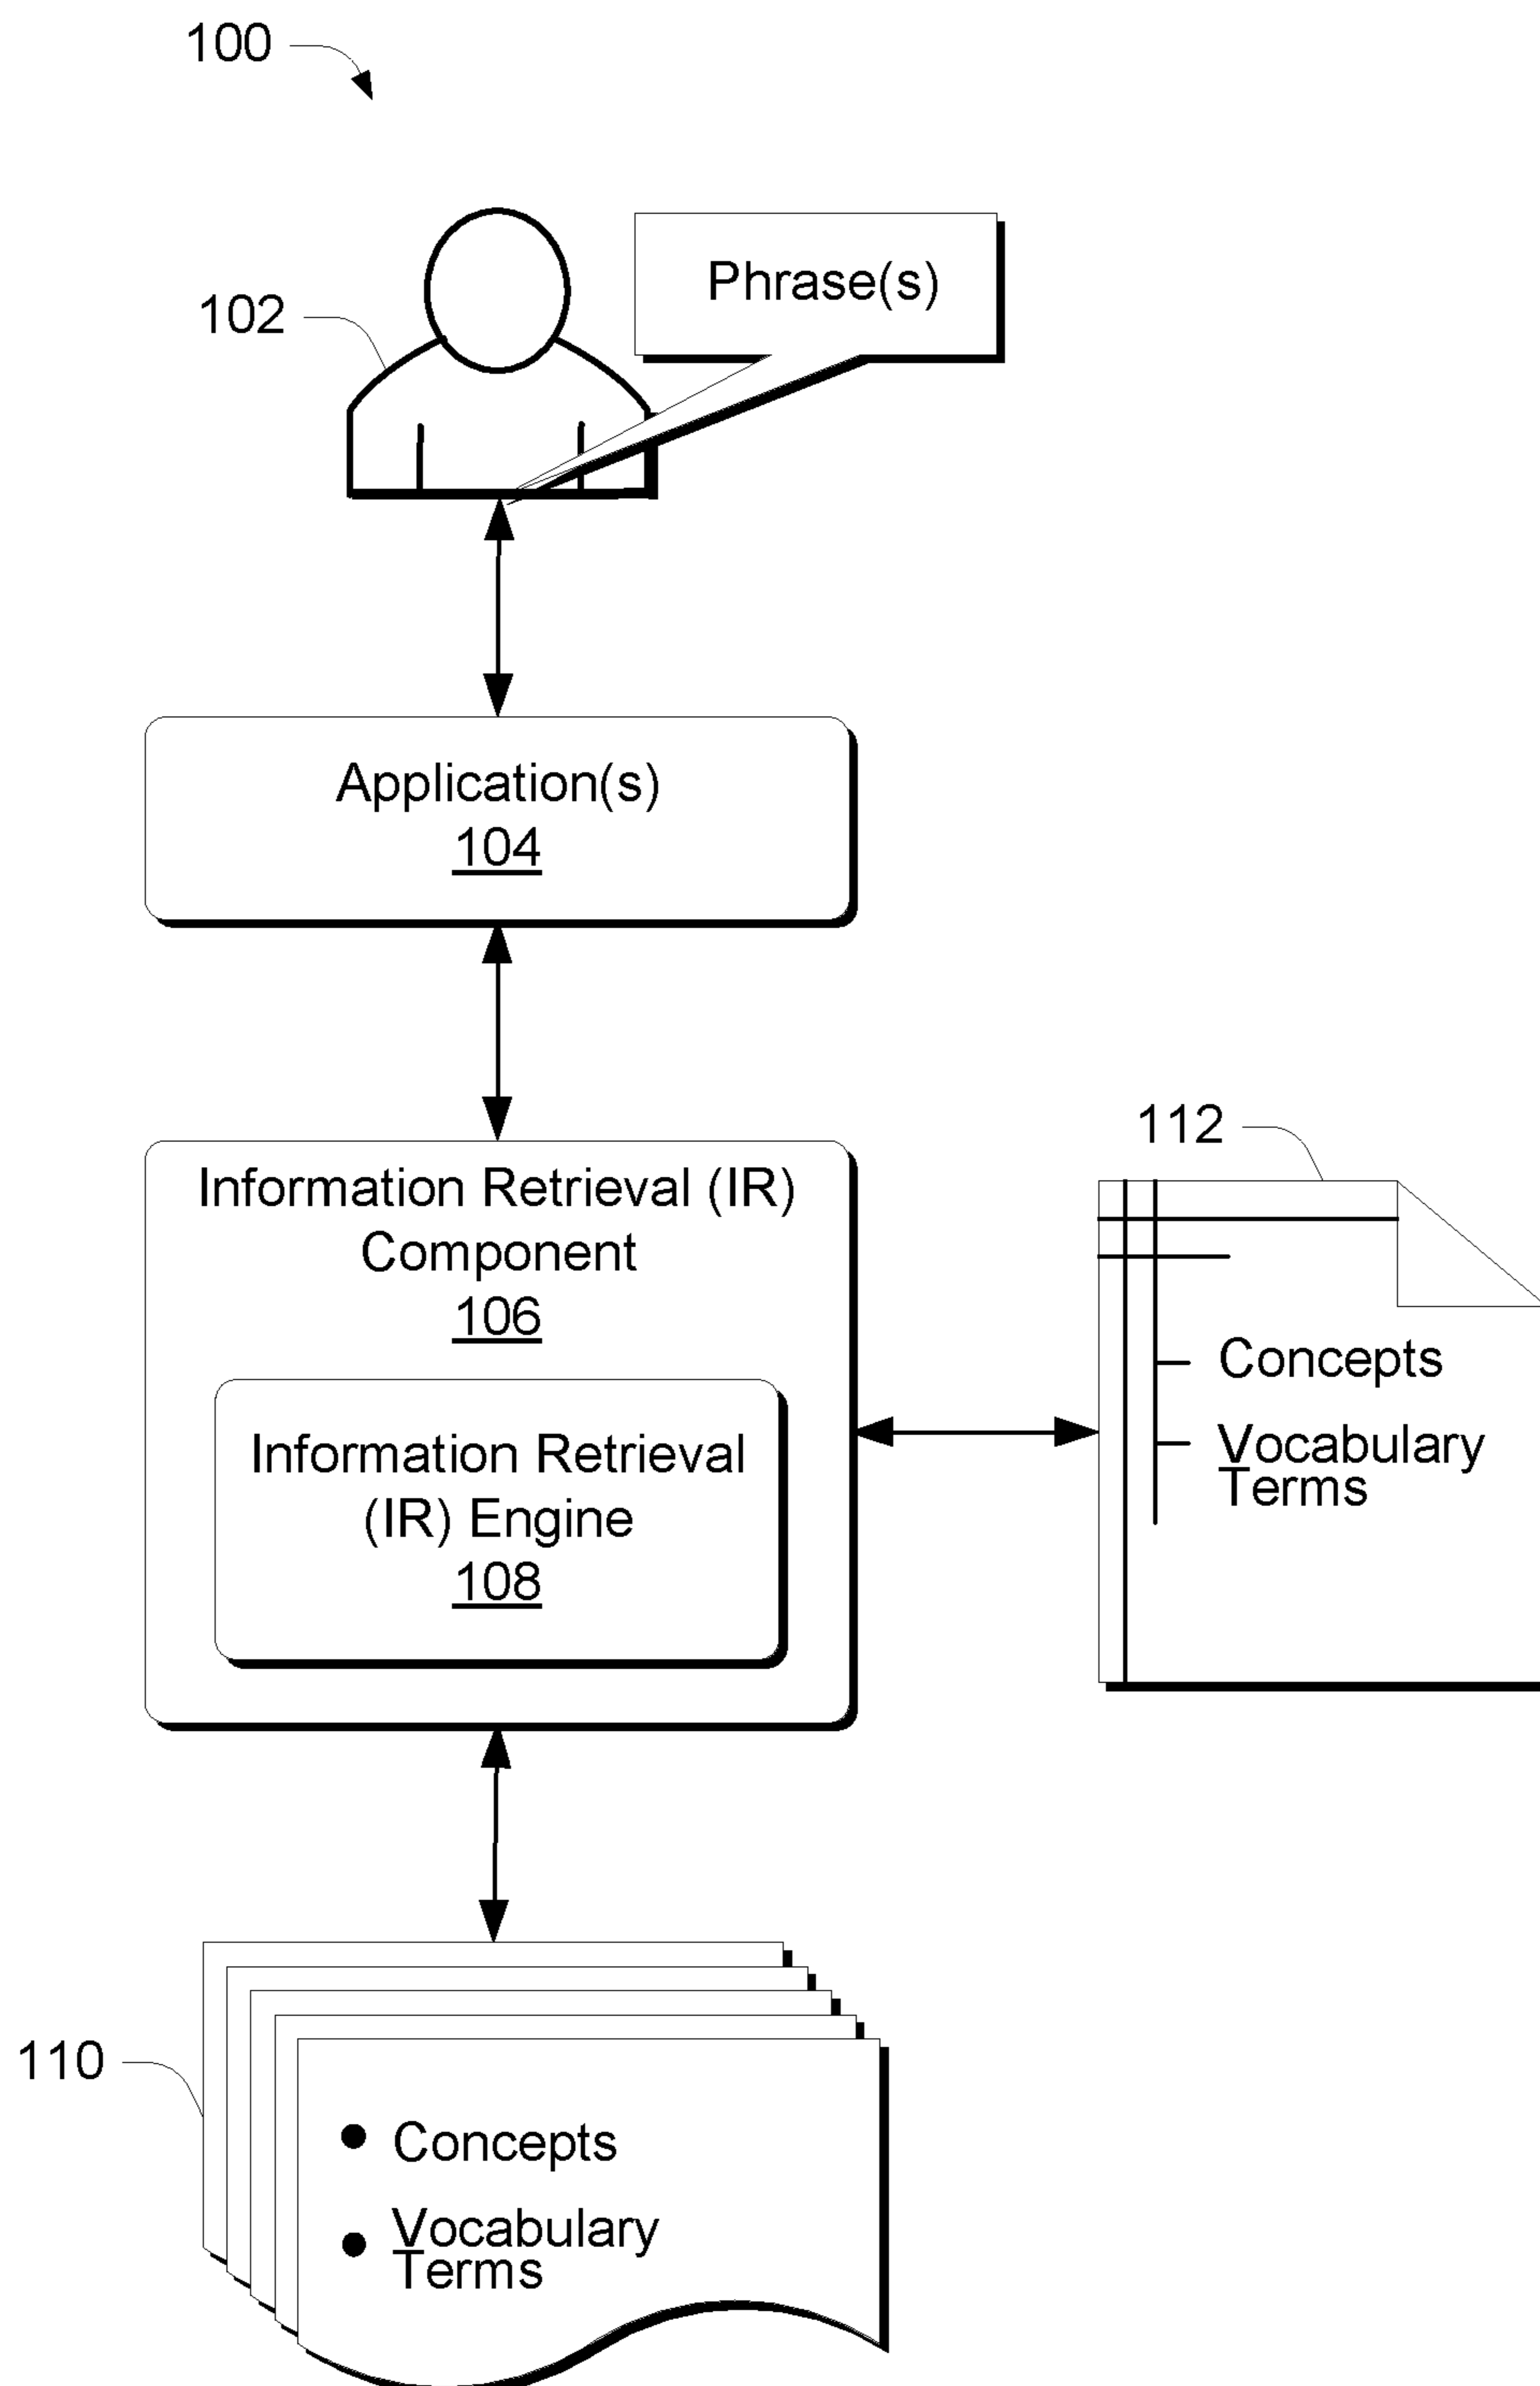 100
102
Phrase(s)
Application(s)
104
Information Retrieval (IR)
Component
106
Information Retrieval
(IR) Engine
108
112
Concepts
Vocabulary
Terms
110
Concepts
Vocabulary
Terms